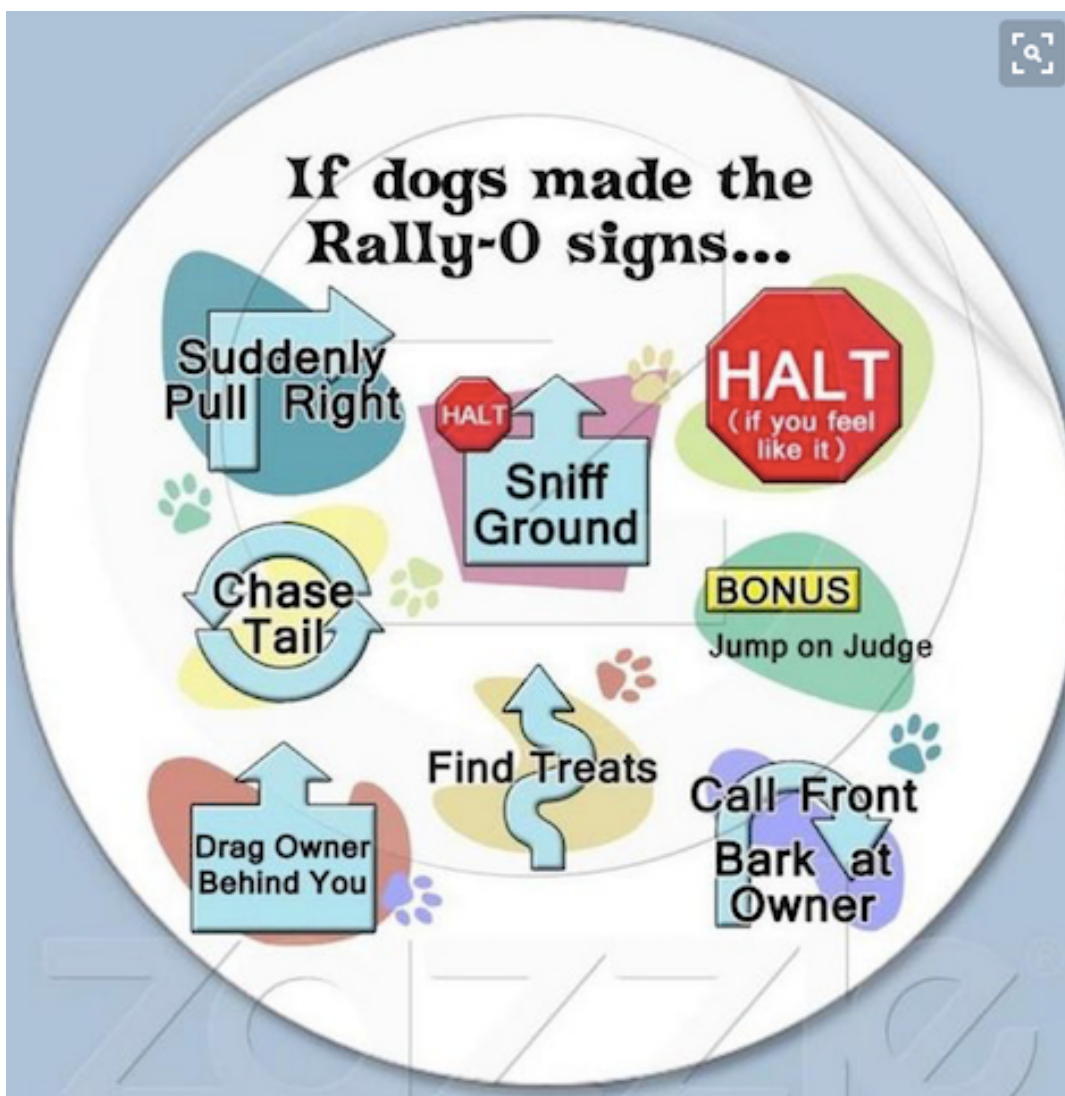 If dogs made the
Rally-O signs...
Suddenly
Pull Right
HALT
Sniff
Ground
HALT
(if you feel
like it)
Chase
Tail
BONUS
Jump on Judge
Find Treats
Drag Owner
Behind You
Call Front
Bark at
Owner
zazzle®